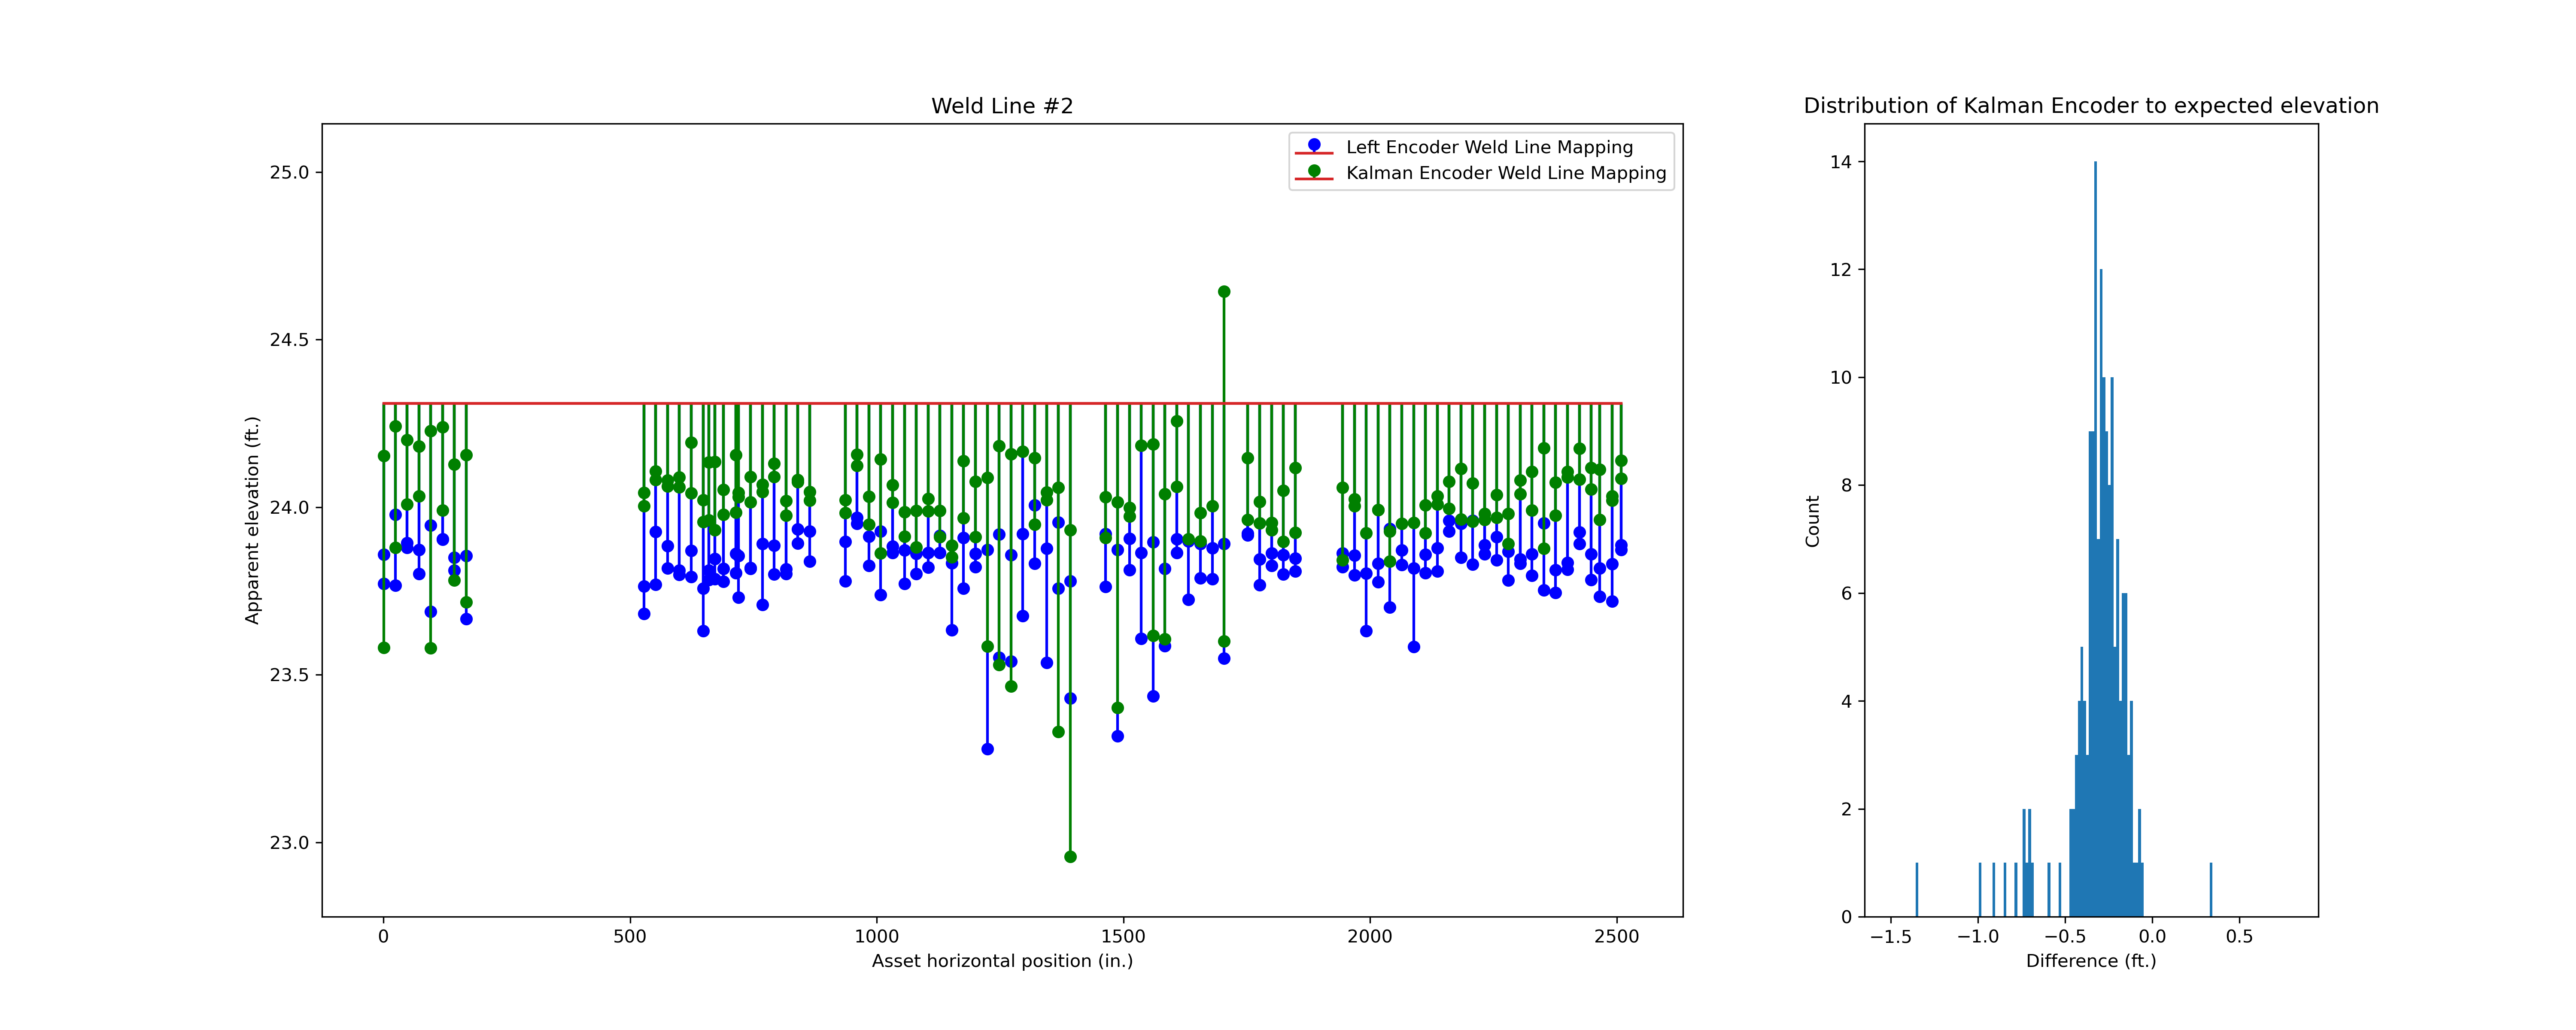 Weld Line #2
Left Encoder Weld Line Mapping
Kalman Encoder Weld Line Mapping
Apparent elevation (ft.)
25.0
24.5
24.0
23.5
23.0
0 500 1000 1500 2000 2500
Asset horizontal position (in.)
Distribution of Kalman Encoder to expected elevation
Count
14
12
10
8
6
4
2
0
−1.5 −1.0 −0.5 0.0 0.5
Difference (ft.)